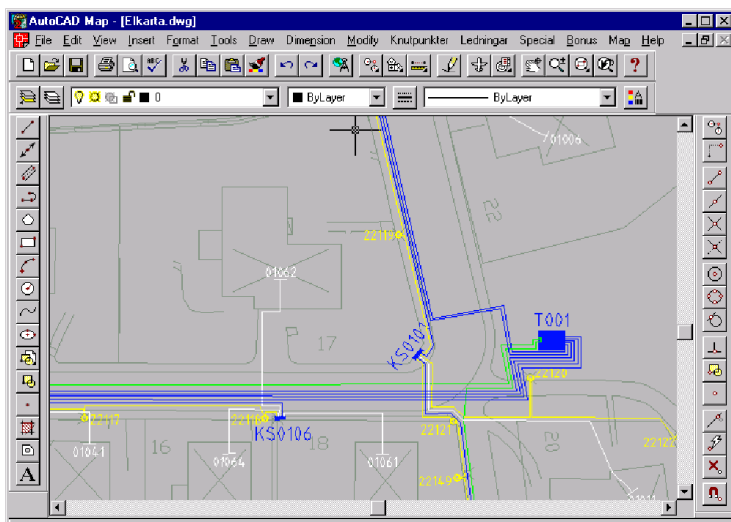 AutoCAD Map - [Elkarta.dwg]
File Edit View Insert Format Tools Draw Dimension Modify Knutpunkter Ledningar Special Bonus Map Help
0 ByLayer ByLayer
01006
22
22119
01062
T001
17
KS0101
22120
22117
22118
22121
KS0106
22122
16
18
20
01041
01064
01061
22149
A